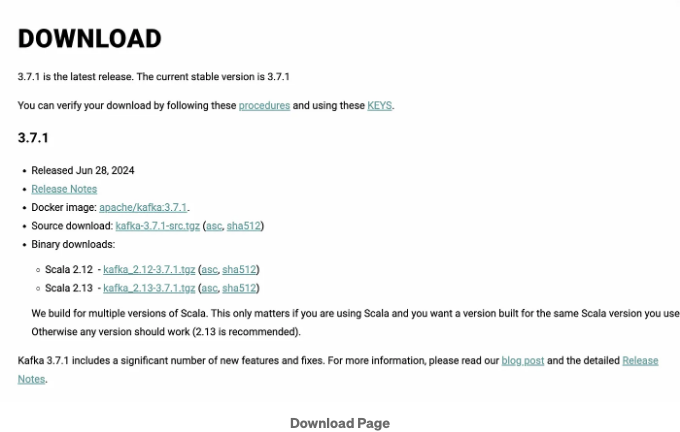 DOWNLOAD
3.7.1 is the latest release. The current stable version is 3.7.1
You can verify your download by following these procedures and using these KEYS.
3.7.1
• Released Jun 28, 2024
• Release Notes
• Docker image: apache/kafka:3.7.1.
• Source download: kafka-3.7.1-src.tgz (asc, sha512)
• Binary downloads:
◦ Scala 2.12 - kafka_2.12-3.7.1.tgz (asc, sha512)
◦ Scala 2.13 - kafka_2.13-3.7.1.tgz (asc, sha512)
We build for multiple versions of Scala. This only matters if you are using Scala and you want a version built for the same Scala version you use
Otherwise any version should work (2.13 is recommended).
Kafka 3.7.1 includes a significant number of new features and fixes. For more information, please read our blog post and the detailed Release
Notes.
Download Page